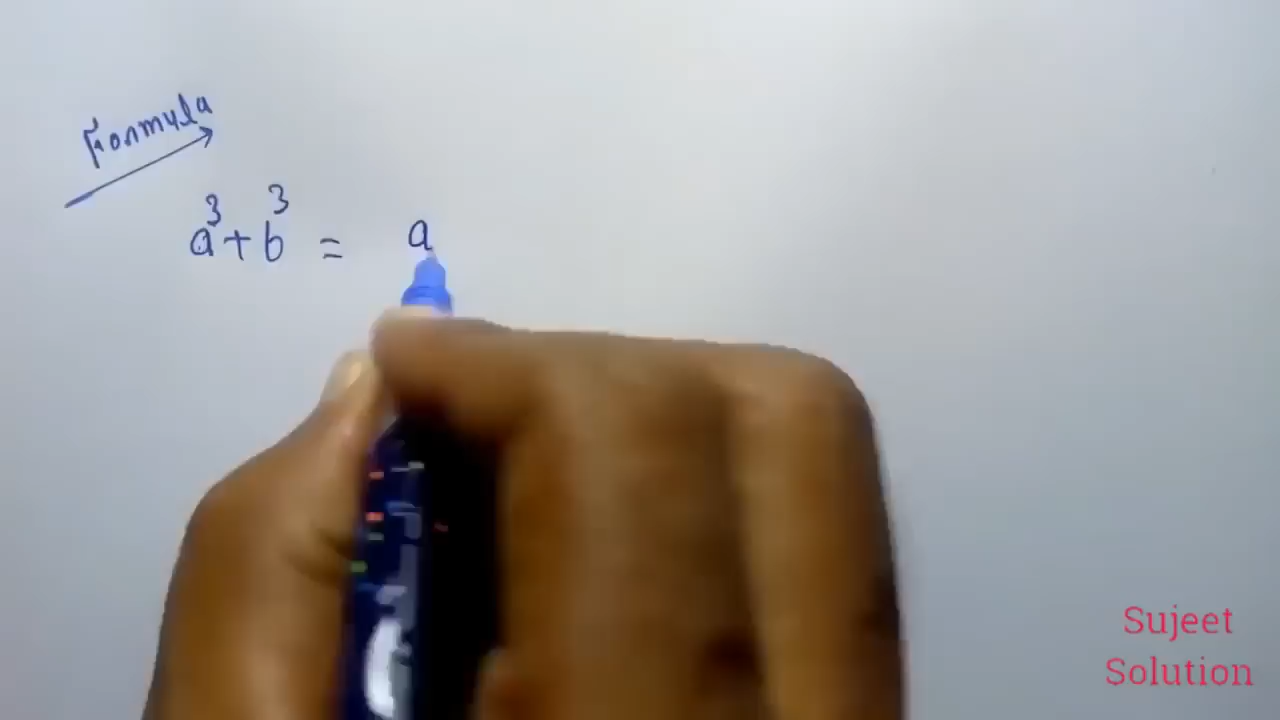 Formula
a³+b³ = a
Sujeet
Solution